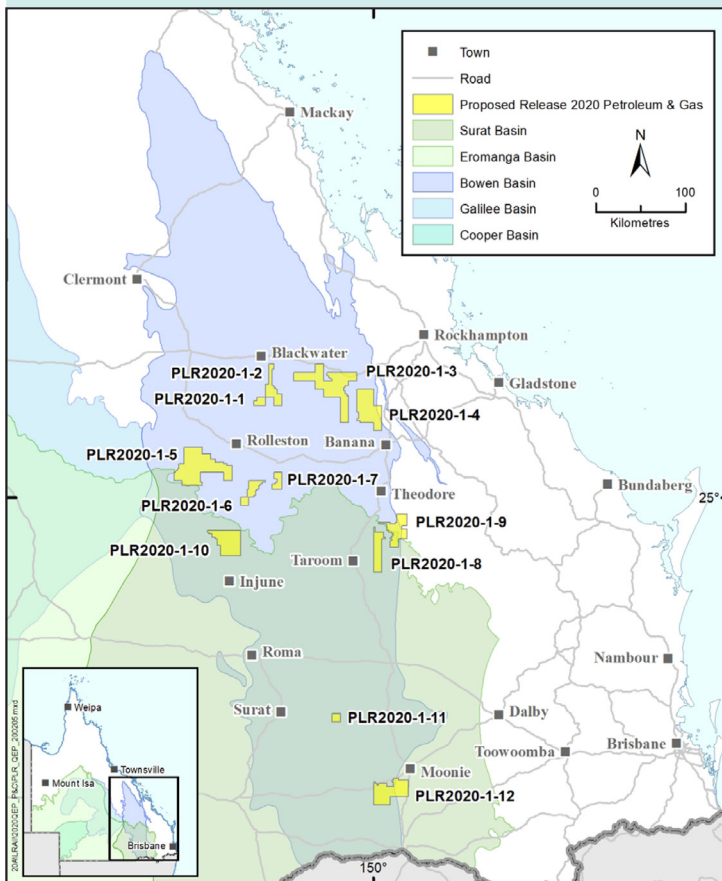 Town
Road
Proposed Release 2020 Petroleum & Gas
Surat Basin
Eromanga Basin
Bowen Basin
Galilee Basin
Cooper Basin
N
0 100
Kilometres
Mackay
Clermont
Rockhampton
Blackwater
PLR2020-1-2
PLR2020-1-3
Gladstone
PLR2020-1-1
PLR2020-1-4
Rolleston
Banana
PLR2020-1-5
PLR2020-1-7
Bundaberg
Theodore
25°
PLR2020-1-6
PLR2020-1-9
PLR2020-1-10
Taroom
PLR2020-1-8
Injune
Roma
Nambour
Surat
PLR2020-1-11
Dalby
Toowoomba
Brisbane
Moonie
PLR2020-1-12
150°
Weipa
Townsville
Mount Isa
Brisbane